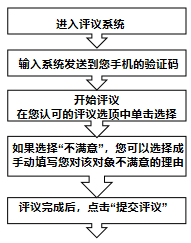 进入评议系统
输入系统发送到您手机的验证码
开始评议
在您认可的评议选项中单击选择
如果选择“不满意”，您可以选择或
手动填写您对该对象不满意的理由
评议完成后，点击“提交评议”